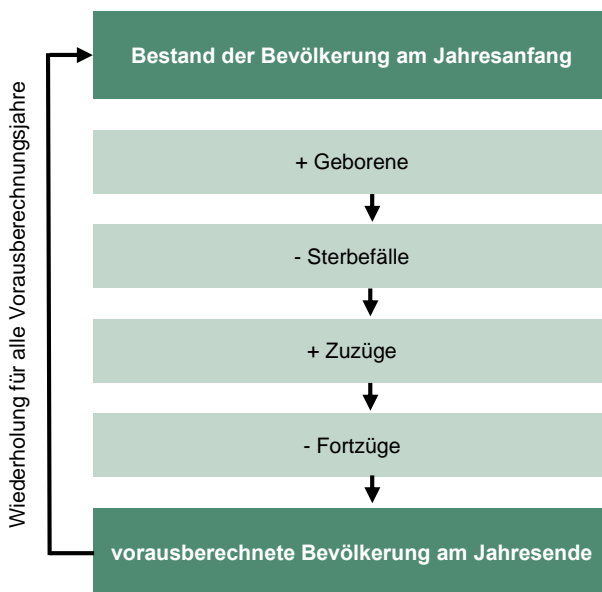 Bestand der Bevölkerung am Jahresanfang
+ Geborene
- Sterbefälle
+ Zuzüge
- Fortzüge
vorausberechnete Bevölkerung am Jahresende
Wiederholung für alle Vorausberechnungsjahre